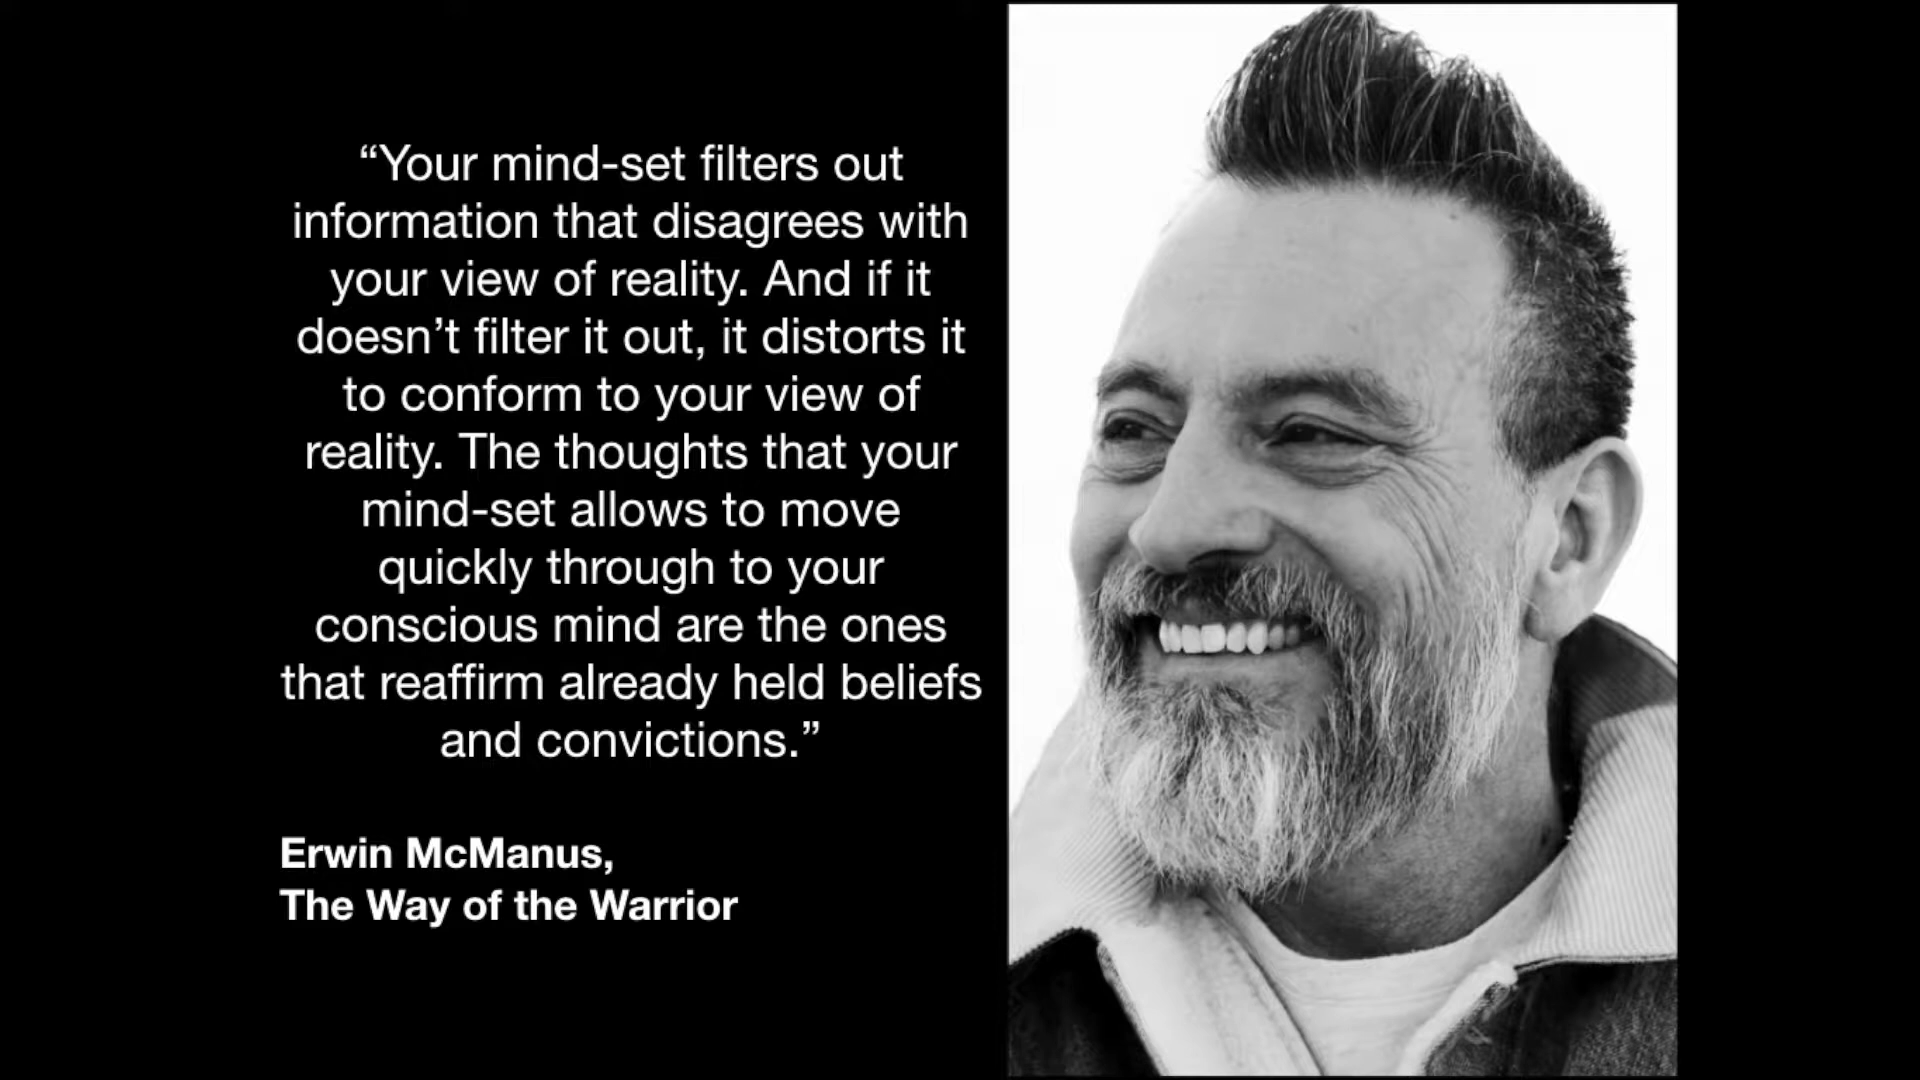 “Your mind-set filters out
information that disagrees with
your view of reality. And if it
doesn’t filter it out, it distorts it
to conform to your view of
reality. The thoughts that your
mind-set allows to move
quickly through to your
conscious mind are the ones
that reaffirm already held beliefs
and convictions.”
Erwin McManus,
The Way of the Warrior